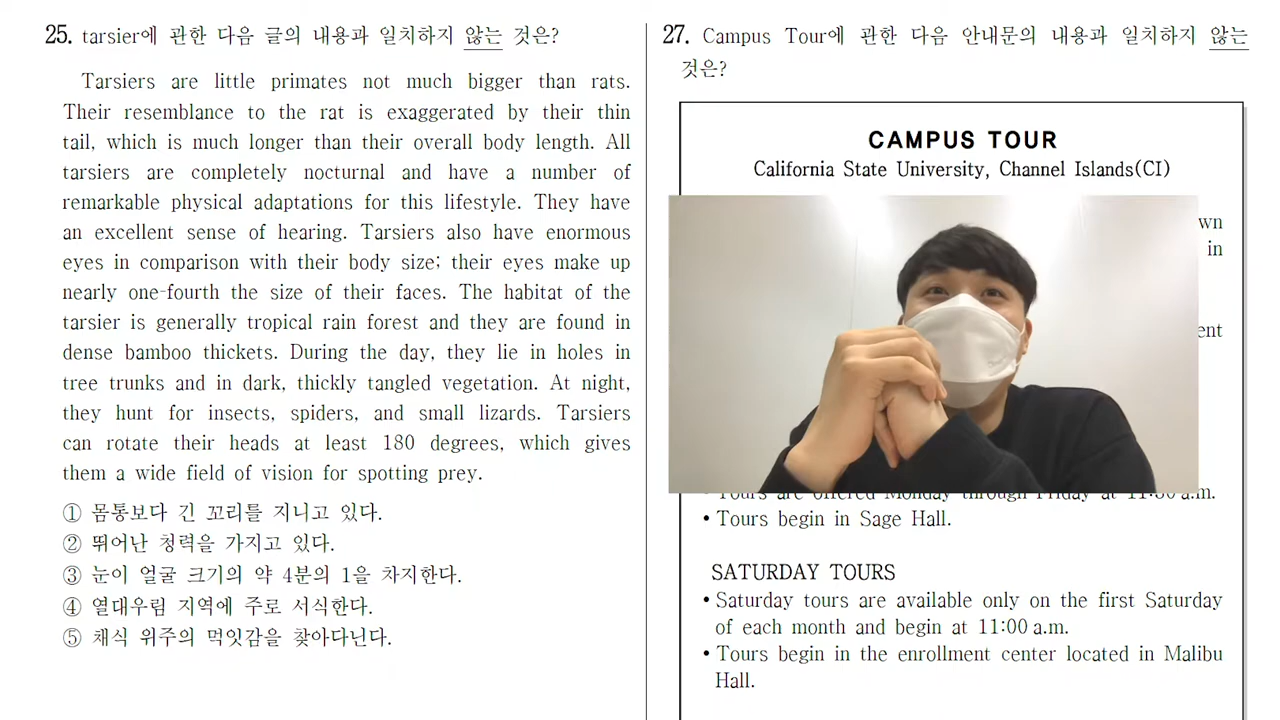 25. tarsier에 관한 다음 글의 내용과 일치하지 않는 것은?
Tarsiers are little primates not much bigger than rats.
Their resemblance to the rat is exaggerated by their thin
tail, which is much longer than their overall body length. All
tarsiers are completely nocturnal and have a number of
remarkable physical adaptations for this lifestyle. They have
an excellent sense of hearing. Tarsiers also have enormous
eyes in comparison with their body size; their eyes make up
nearly one-fourth the size of their faces. The habitat of the
tarsier is generally tropical rain forest and they are found in
dense bamboo thickets. During the day, they lie in holes in
tree trunks and in dark, thickly tangled vegetation. At night,
they hunt for insects, spiders, and small lizards. Tarsiers
can rotate their heads at least 180 degrees, which gives
them a wide field of vision for spotting prey.
① 몸통보다 긴 꼬리를 지니고 있다.
② 뛰어난 청력을 가지고 있다.
③ 눈이 얼굴 크기의 약 4분의 1을 차지한다.
④ 열대우림 지역에 주로 서식한다.
⑤ 채식 위주의 먹잇감을 찾아다닌다.
27. Campus Tour에 관한 다음 안내문의 내용과 일치하지 않는
것은?
CAMPUS TOUR
California State University, Channel Islands(CI)
in
• Tours are offered Monday through Friday at 11:30 a.m.
• Tours begin in Sage Hall.
SATURDAY TOURS
• Saturday tours are available only on the first Saturday
of each month and begin at 11:00 a.m.
• Tours begin in the enrollment center located in Malibu
Hall.